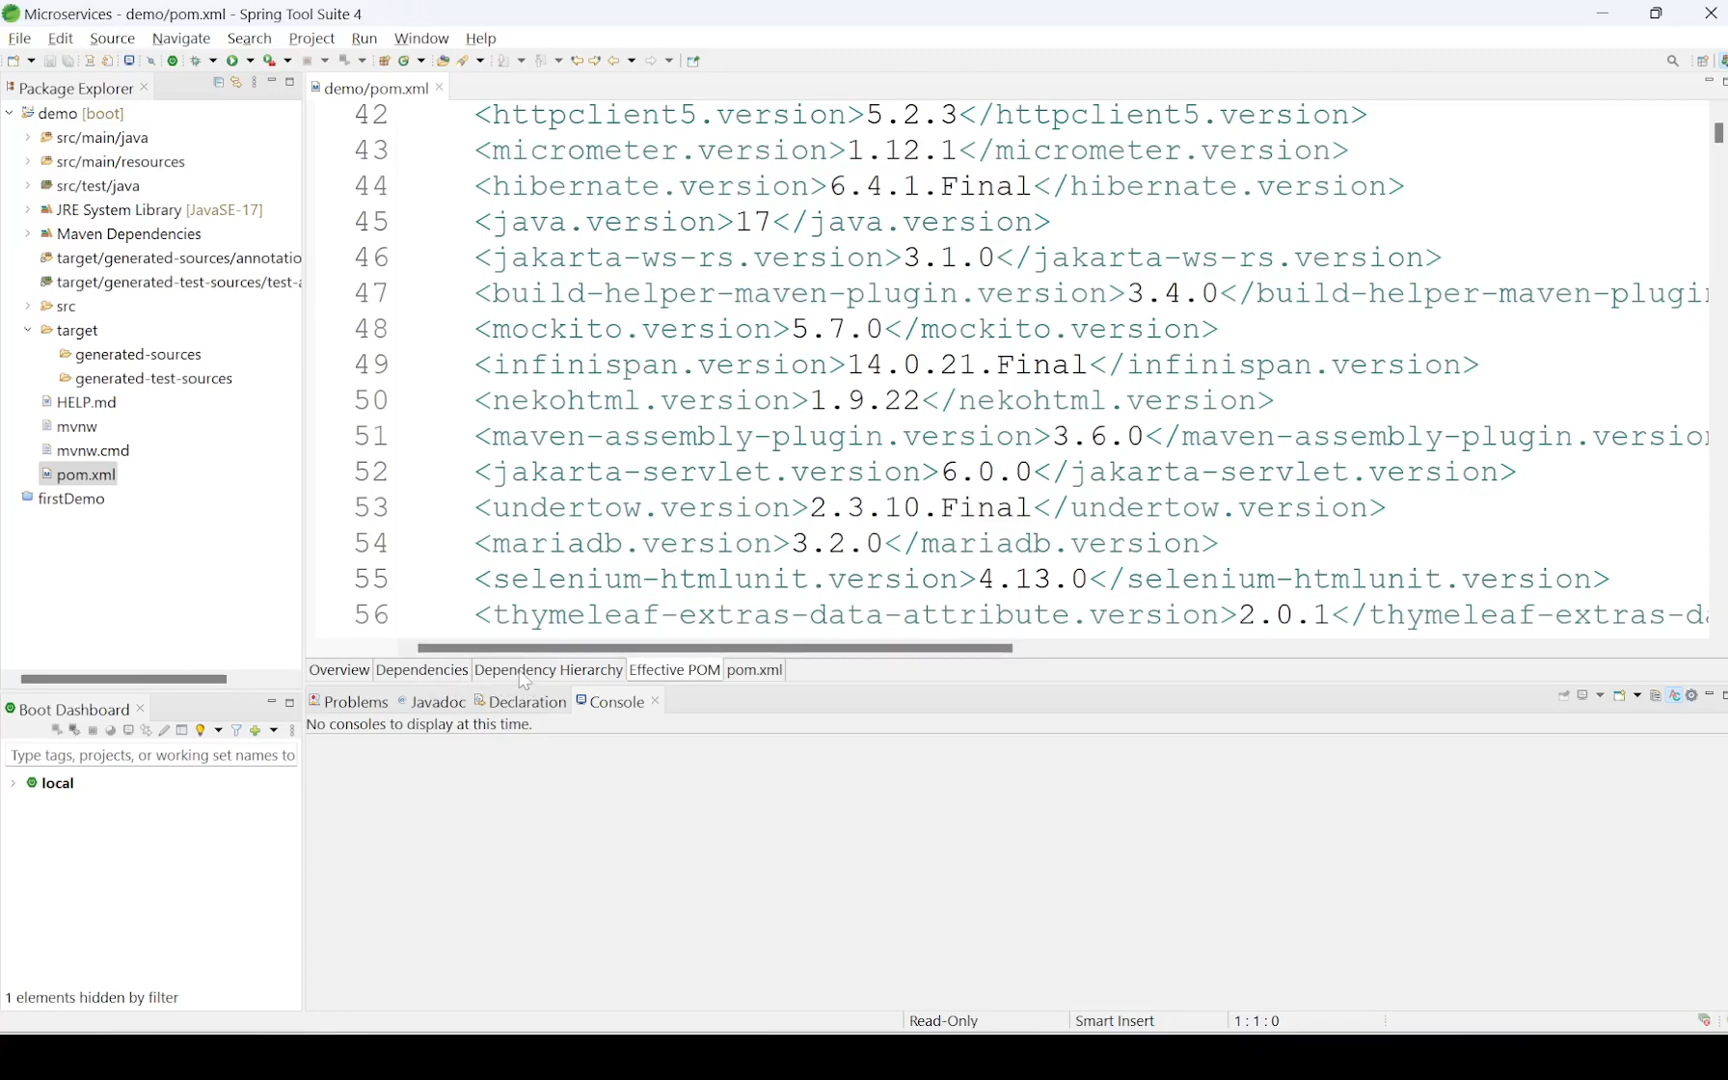 Microservices - demo/pom.xml - Spring Tool Suite 4
File Edit Source Navigate Search Project Run Window Help
Package Explorer
demo [boot]
src/main/java
src/main/resources
src/test/java
JRE System Library [JavaSE-17]
Maven Dependencies
target/generated-sources/annotatio
target/generated-test-sources/test-a
src
target
generated-sources
generated-test-sources
HELP.md
mvnw
mvnw.cmd
pom.xml
firstDemo
demo/pom.xml
42 <httpclient5.version>5.2.3</httpclient5.version>
43 <micrometer.version>1.12.1</micrometer.version>
44 <hibernate.version>6.4.1.Final</hibernate.version>
45 <java.version>17</java.version>
46 <jakarta-ws-rs.version>3.1.0</jakarta-ws-rs.version>
47 <build-helper-maven-plugin.version>3.4.0</build-helper-maven-plugin
48 <mockito.version>5.7.0</mockito.version>
49 <infinispan.version>14.0.21.Final</infinispan.version>
50 <nekohtml.version>1.9.22</nekohtml.version>
51 <maven-assembly-plugin.version>3.6.0</maven-assembly-plugin.version
52 <jakarta-servlet.version>6.0.0</jakarta-servlet.version>
53 <undertow.version>2.3.10.Final</undertow.version>
54 <mariadb.version>3.2.0</mariadb.version>
55 <selenium-htmlunit.version>4.13.0</selenium-htmlunit.version>
56 <thymeleaf-extras-data-attribute.version>2.0.1</thymeleaf-extras-da
Overview Dependencies Dependency Hierarchy Effective POM pom.xml
Boot Dashboard
Type tags, projects, or working set names to
local
1 elements hidden by filter
Problems Javadoc Declaration Console
No consoles to display at this time.
Read-Only Smart Insert 1:1:0